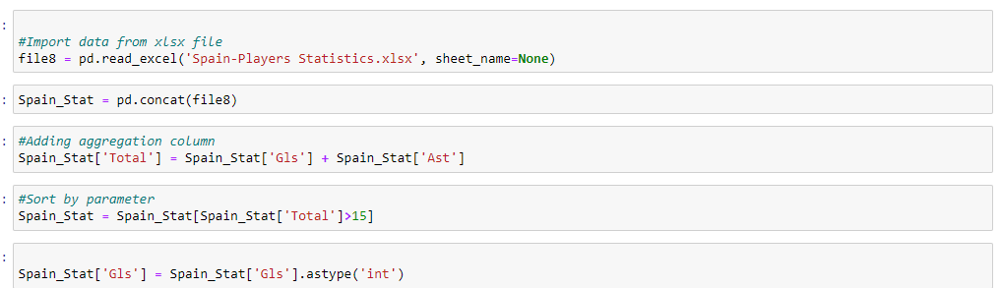 :
#Import data from xlsx file
file8 = pd.read_excel('Spain-Players Statistics.xlsx', sheet_name=None)
: Spain_Stat = pd.concat(file8)
: #Adding aggregation column
Spain_Stat['Total'] = Spain_Stat['Gls'] + Spain_Stat['Ast']
: #Sort by parameter
Spain_Stat = Spain_Stat[Spain_Stat['Total']>15]
:
Spain_Stat['Gls'] = Spain_Stat['Gls'].astype('int')